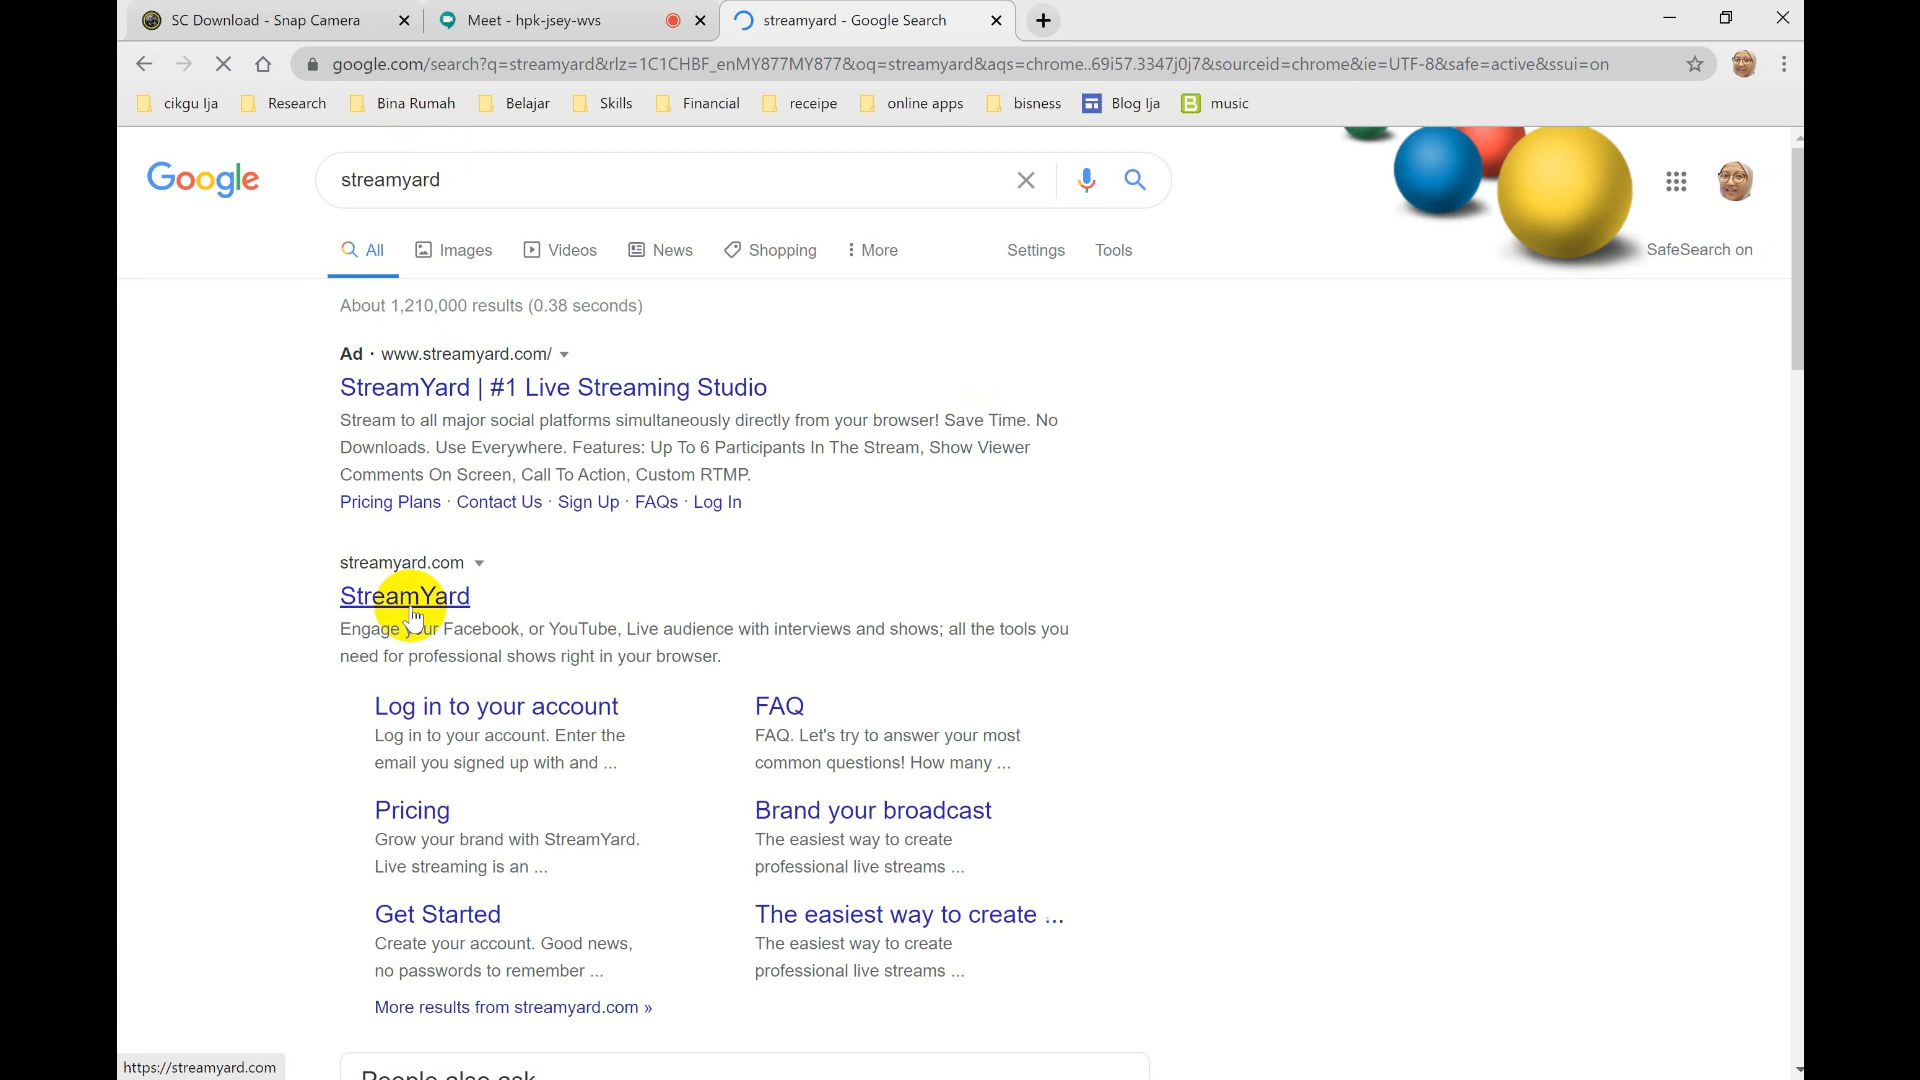 SC Download - Snap Camera
Meet - hpk-jsey-wvs
streamyard - Google Search
google.com/search?q=streamyard&rlz=1C1CHBF_enMY877MY877&oq=streamyard&aqs=chrome..69i57.3347j0j7&sourceid=chrome&ie=UTF-8&safe=active&ssui=on
cikgu Ija Research Bina Rumah Belajar Skills Financial receipe online apps bisness Blog Ija music
Google
streamyard
All Images Videos News Shopping More Settings Tools SafeSearch on
About 1,210,000 results (0.38 seconds)
Ad · www.streamyard.com/
StreamYard | #1 Live Streaming Studio
Stream to all major social platforms simultaneously directly from your browser! Save Time. No
Downloads. Use Everywhere. Features: Up To 6 Participants In The Stream, Show Viewer
Comments On Screen, Call To Action, Custom RTMP.
Pricing Plans · Contact Us · Sign Up · FAQs · Log In
streamyard.com
StreamYard
Engage your Facebook, or YouTube, Live audience with interviews and shows; all the tools you
need for professional shows right in your browser.
Log in to your account
Log in to your account. Enter the
email you signed up with and ...
FAQ
FAQ. Let's try to answer your most
common questions! How many ...
Pricing
Grow your brand with StreamYard.
Live streaming is an ...
Brand your broadcast
The easiest way to create
professional live streams ...
Get Started
Create your account. Good news,
no passwords to remember ...
The easiest way to create ...
The easiest way to create
professional live streams ...
More results from streamyard.com »
People also ask
https://streamyard.com